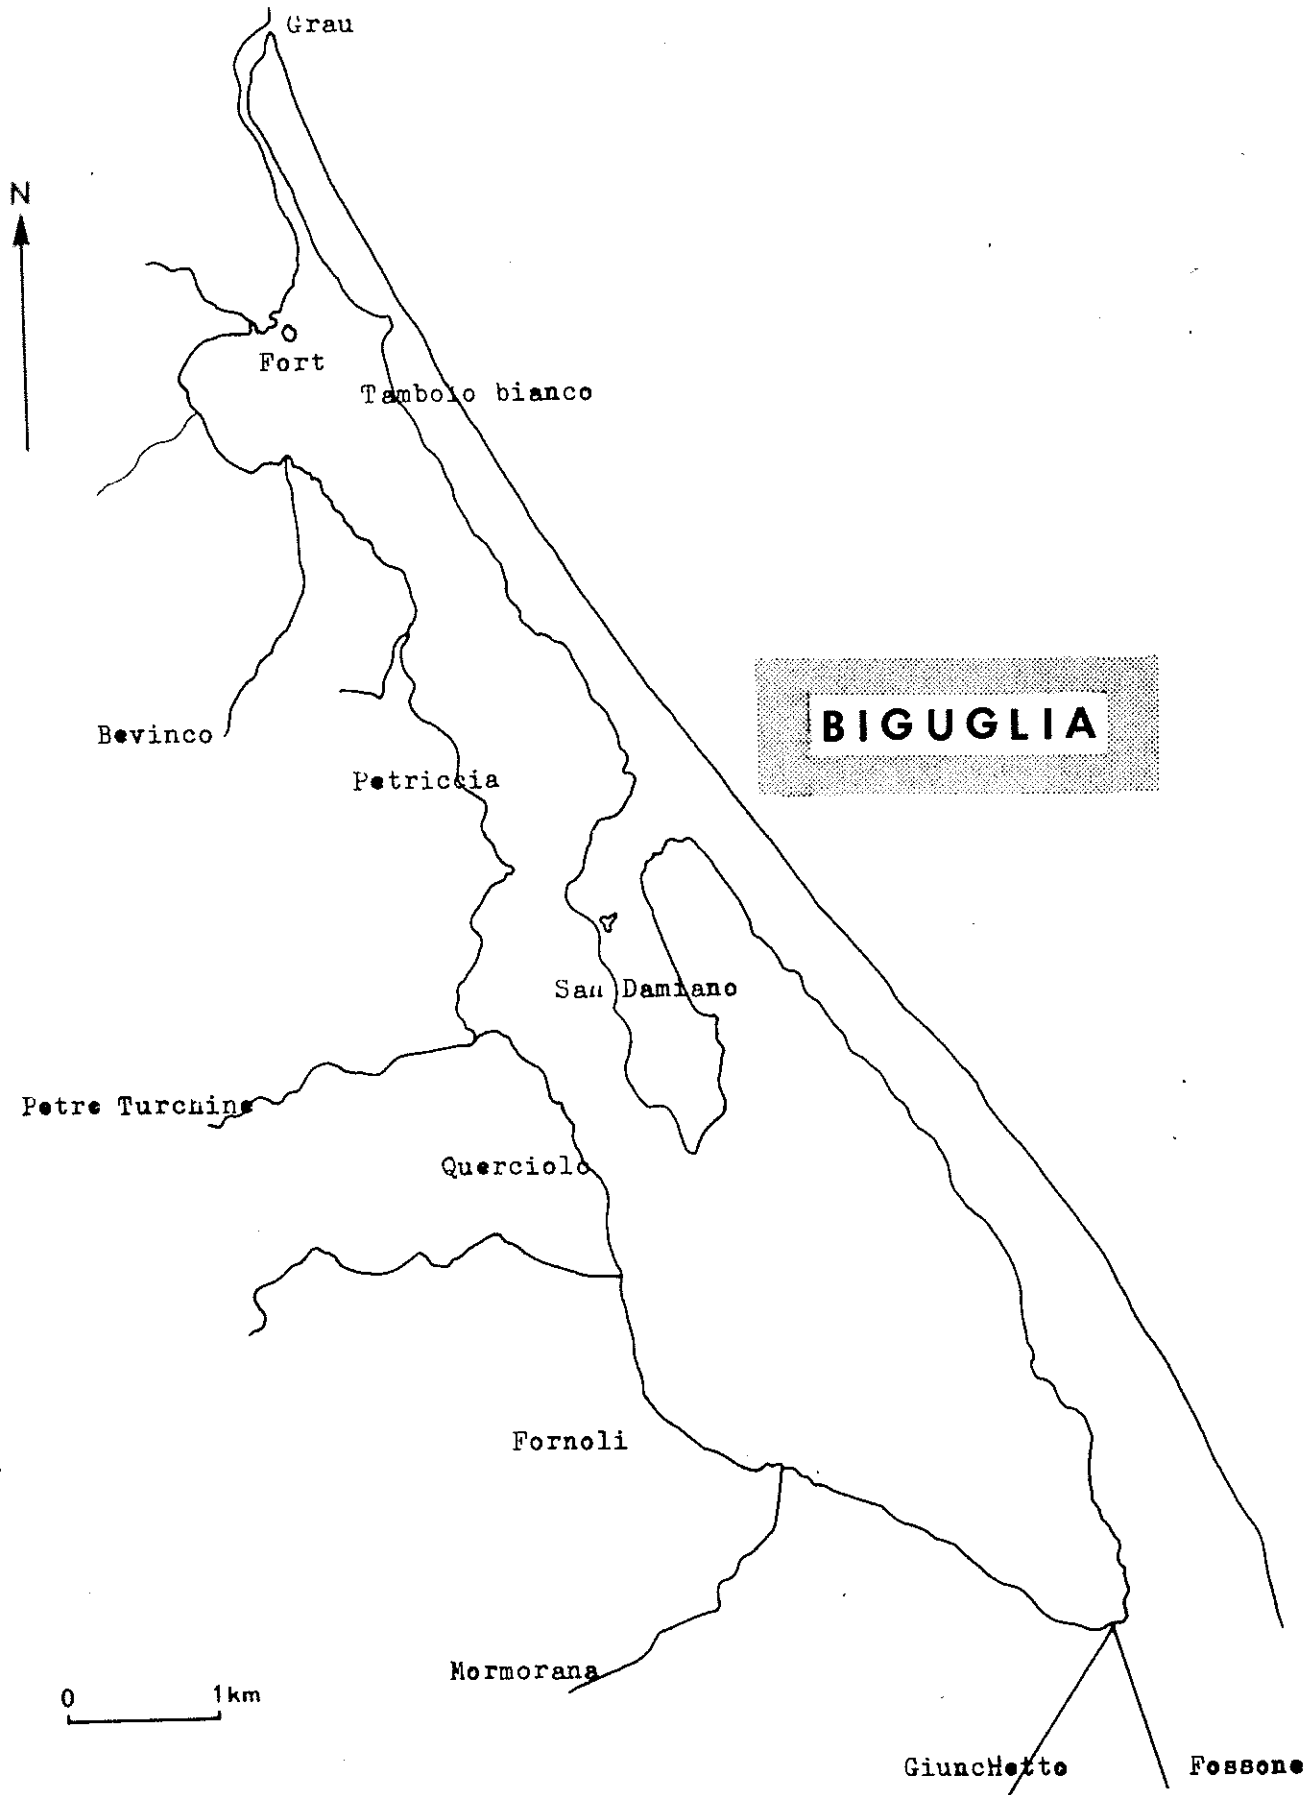 Grau
N
Fort
Tambolo bianco
BIGUGLIA
Bevinco
Petriccia
San Damiano
Petre Turchine
Querciolo
Fornoli
Mormorana
0 1km
GiuncHetto
Fossone